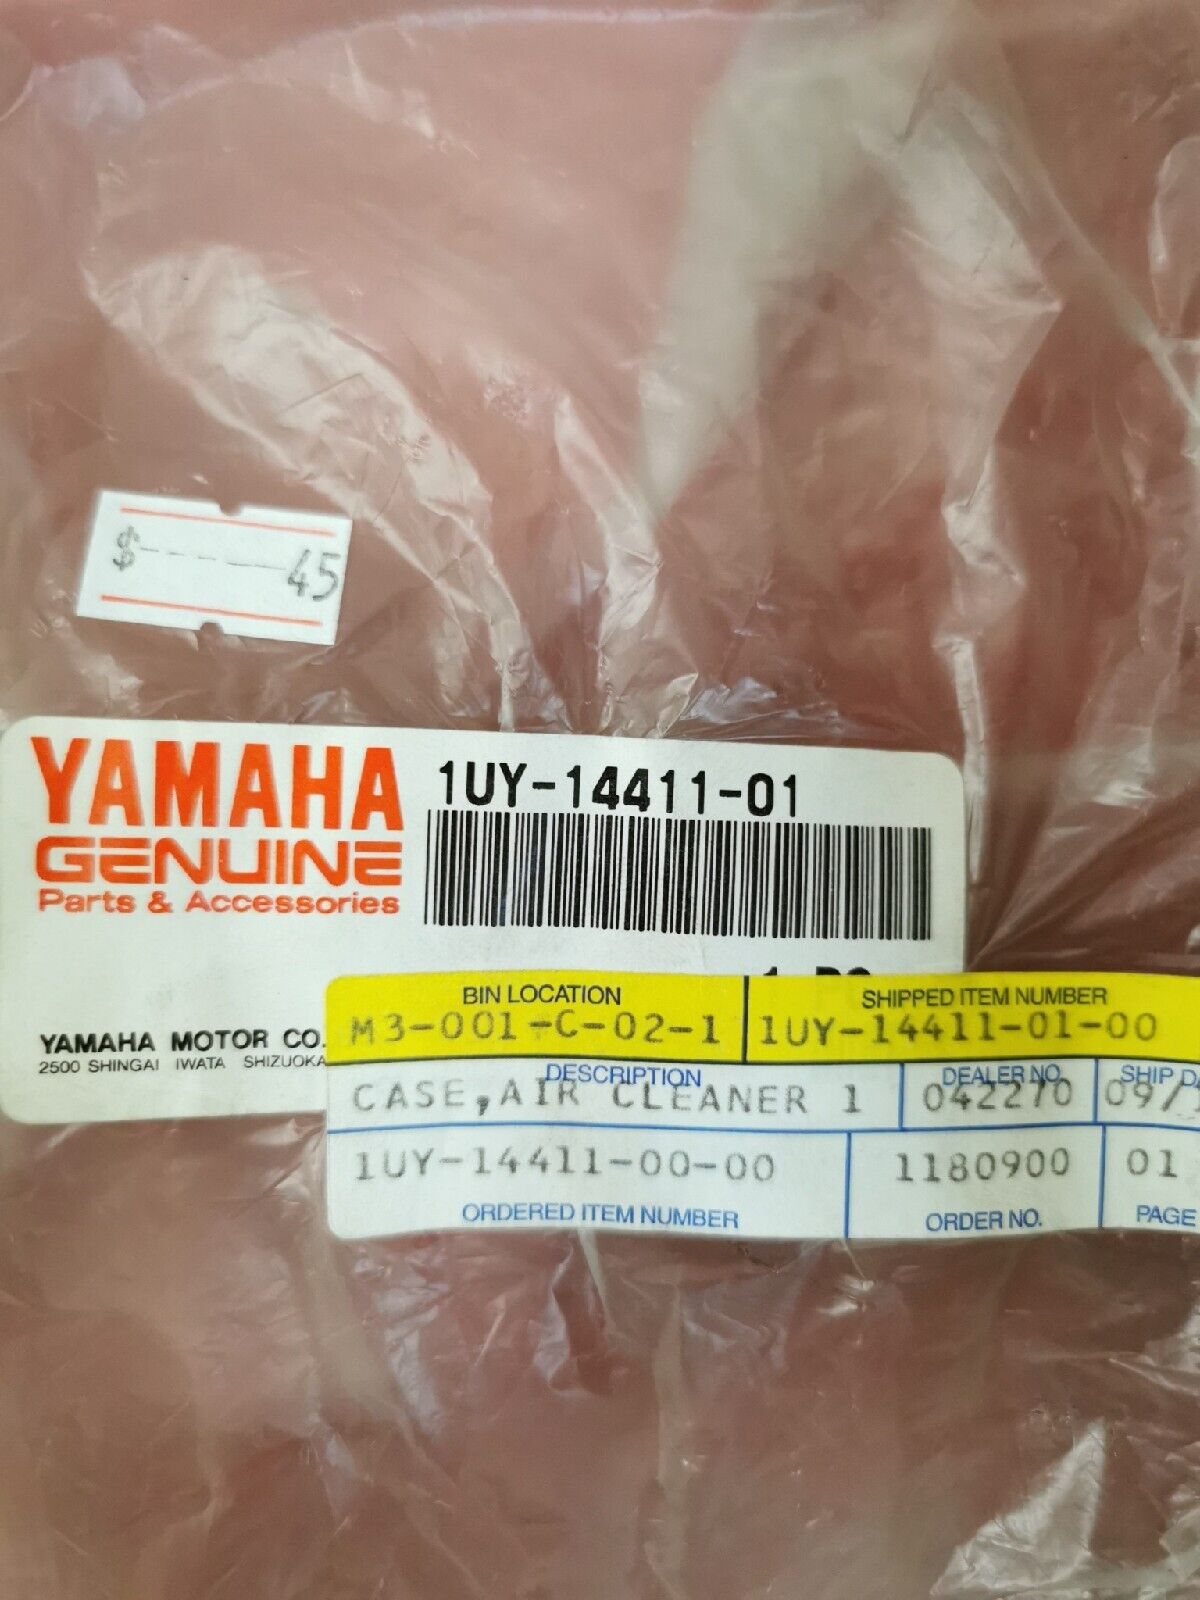 $----- ---45
YAMAHA
GENUINE
Parts & Accessories
1UY-14411-01
YAMAHA MOTOR CO.
2500 SHINGAI IWATA SHIZUOKA
BIN LOCATION
M3-001-C-02-1
SHIPPED ITEM NUMBER
1UY-14411-01-00
DESCRIPTION
CASE,AIR CLEANER 1
DEALER NO.
042270
SHIP
09/
1UY-14411-00-00
ORDERED ITEM NUMBER
1180900
ORDER NO.
01
PAGE